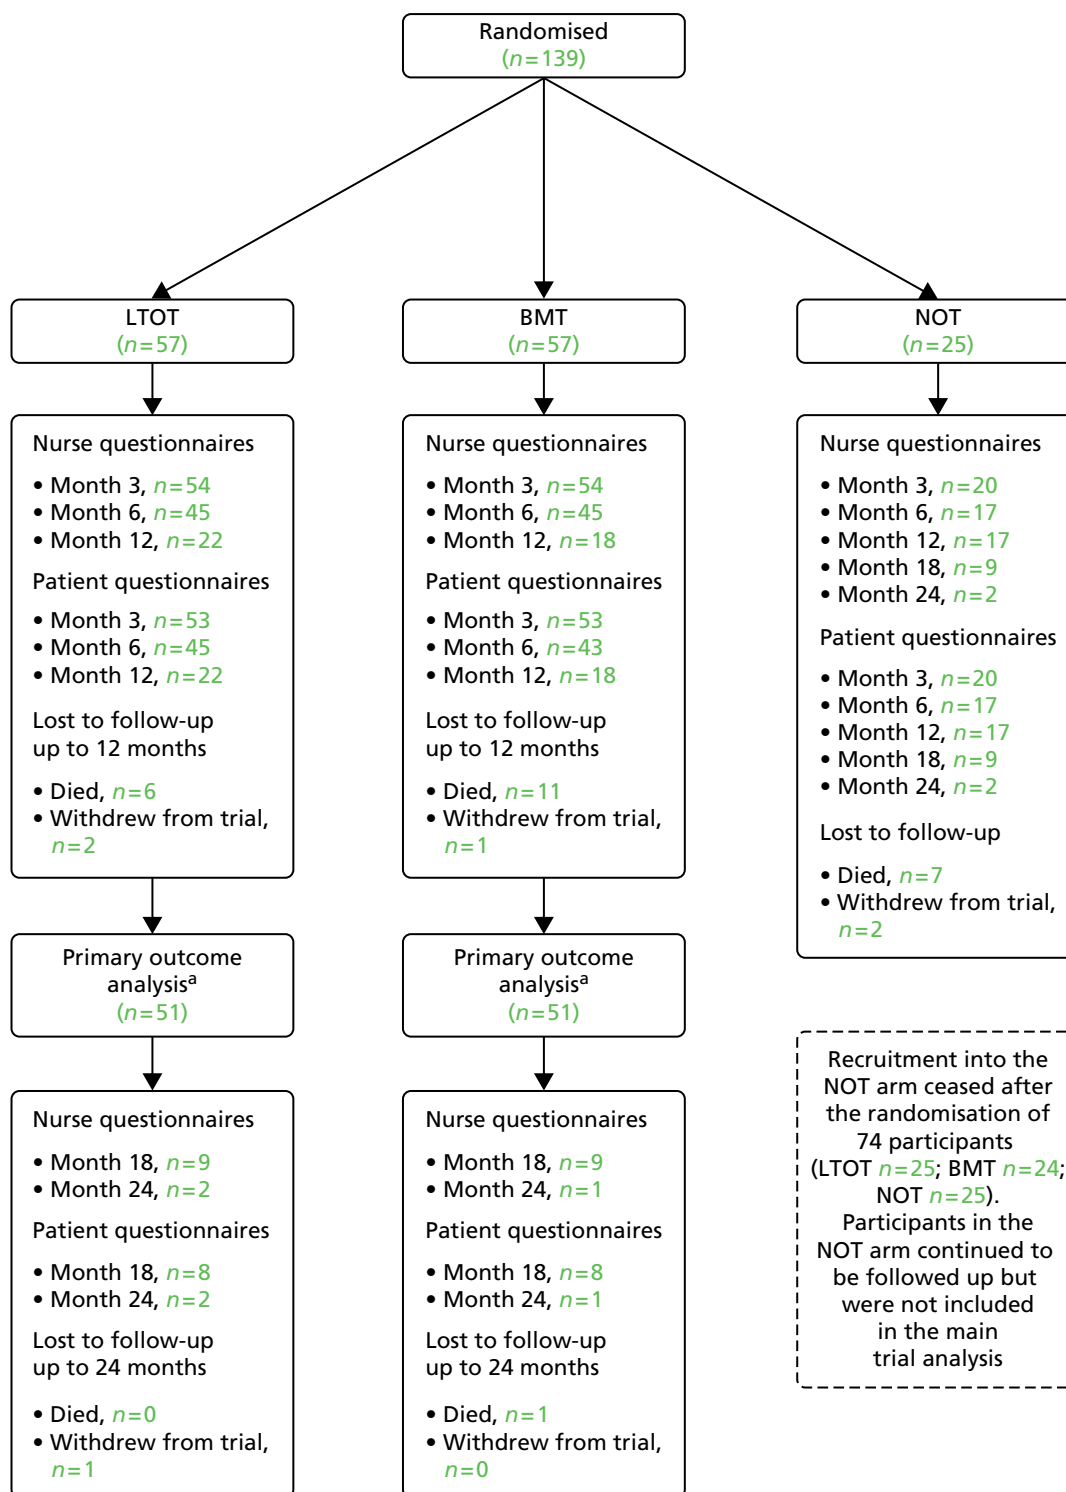 Randomised
(n=139)
LTOT
(n=57)
BMT
(n=57)
NOT
(n=25)
Nurse questionnaires
• Month 3, n=54
• Month 6, n=45
• Month 12, n=22
Patient questionnaires
• Month 3, n=53
• Month 6, n=45
• Month 12, n=22
Lost to follow-up
up to 12 months
• Died, n=6
• Withdrew from trial,
n=2
Nurse questionnaires
• Month 3, n=54
• Month 6, n=45
• Month 12, n=18
Patient questionnaires
• Month 3, n=53
• Month 6, n=43
• Month 12, n=18
Lost to follow-up
up to 12 months
• Died, n=11
• Withdrew from trial,
n=1
Nurse questionnaires
• Month 3, n=20
• Month 6, n=17
• Month 12, n=17
• Month 18, n=9
• Month 24, n=2
Patient questionnaires
• Month 3, n=20
• Month 6, n=17
• Month 12, n=17
• Month 18, n=9
• Month 24, n=2
Lost to follow-up
• Died, n=7
• Withdrew from trial,
n=2
Primary outcome
analysisa
(n=51)
Primary outcome
analysisa
(n=51)
Nurse questionnaires
• Month 18, n=9
• Month 24, n=2
Patient questionnaires
• Month 18, n=8
• Month 24, n=2
Lost to follow-up
up to 24 months
• Died, n=0
• Withdrew from trial,
n=1
Nurse questionnaires
• Month 18, n=9
• Month 24, n=1
Patient questionnaires
• Month 18, n=8
• Month 24, n=1
Lost to follow-up
up to 24 months
• Died, n=1
• Withdrew from trial,
n=0
Recruitment into the
NOT arm ceased after
the randomisation of
74 participants
(LTOT n=25; BMT n=24;
NOT n=25).
Participants in the
NOT arm continued to
be followed up but
were not included
in the main
trial analysis